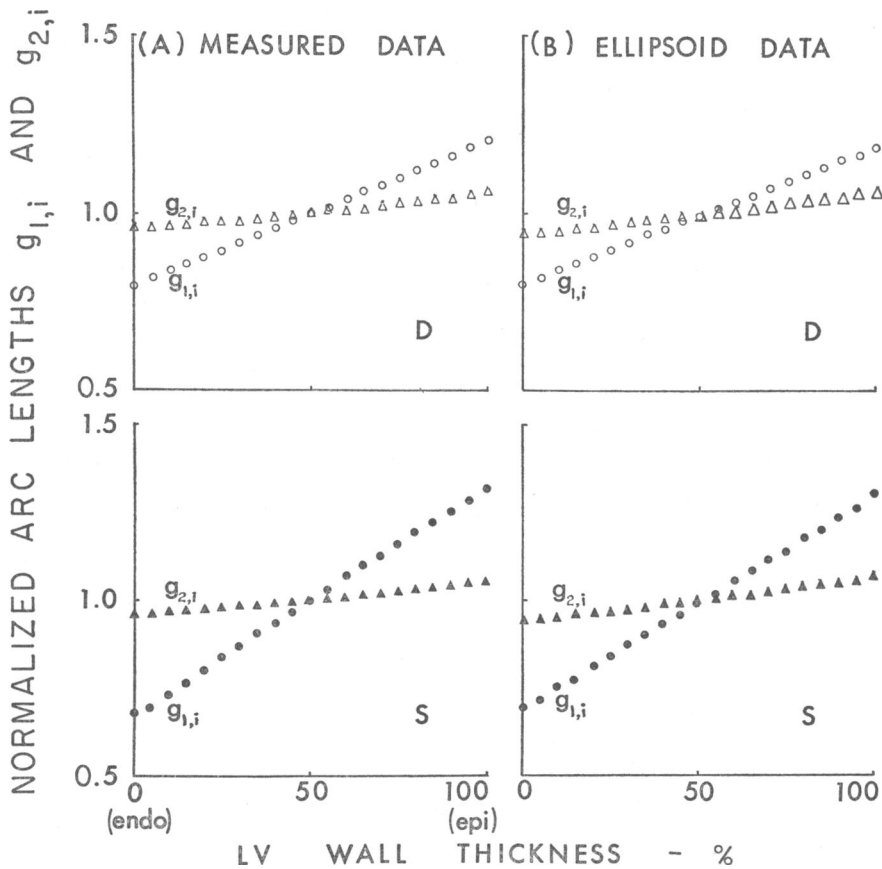 NORMALIZED ARC LENGTHS g1,i AND g2,i
(A) MEASURED DATA
(B) ELLIPSOID DATA
1.5
1.0
0.5
g2,i
g1,i
D
g2,i
g1,i
D
1.5
1.0
0.5
g2,i
g1,i
S
g2,i
g1,i
S
0 50 100 0 50 100
(endo) (epi)
LV WALL THICKNESS - %